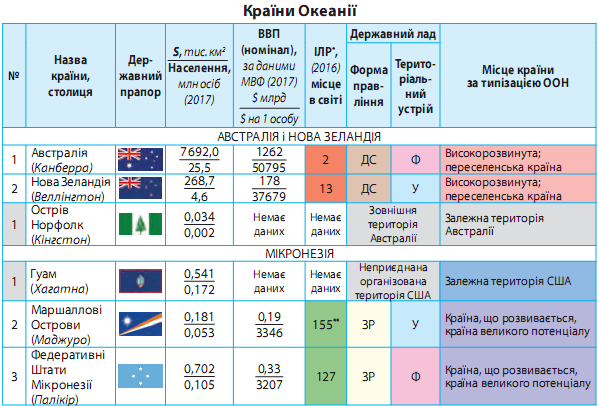 Країни Океанії
№
Назва
країни,
столиця
Дер-
жавний
прапор
S, тис. км²
Населення,
млн осіб
(2017)
ВВП
(номінал),
за даними
МВФ (2017)
$ млрд
$ на 1 особу
ІЛР*,
(2016)
місце
в світі
Державний лад
Форма
прав-
ління
Терито-
ріаль-
ний
устрій
Місце країни
за типізацією ООН
АВСТРАЛІЯ і НОВА ЗЕЛАНДІЯ
1
Австралія
(Канберра)
7692,0
25,5
1262
50795
2
ДС
Ф
Високорозвинута;
переселенська країна
2
Нова Зеландія
(Веллінгтон)
268,7
4,6
178
37679
13
ДС
У
Високорозвинута;
переселенська країна
1
Острів
Норфолк
(Кінгстон)
0,034
0,002
Немає
даних
Немає
даних
Зовнішня
територія
Австралії
Залежна територія
Австралії
МІКРОНЕЗІЯ
1
Гуам
(Хагатна)
0,541
0,172
Немає
даних
Немає
даних
Неприєднана
організована
територія США
Залежна територія США
2
Маршаллові
Острови
(Маджуро)
0,181
0,053
0,19
3346
155**
ЗР
У
Країна, що розвивається,
країна великого потенціалу
3
Федеративні
Штати
Мікронезії
(Палікір)
0,702
0,105
0,33
3207
127
ЗР
Ф
Країна, що розвивається,
країна великого потенціалу